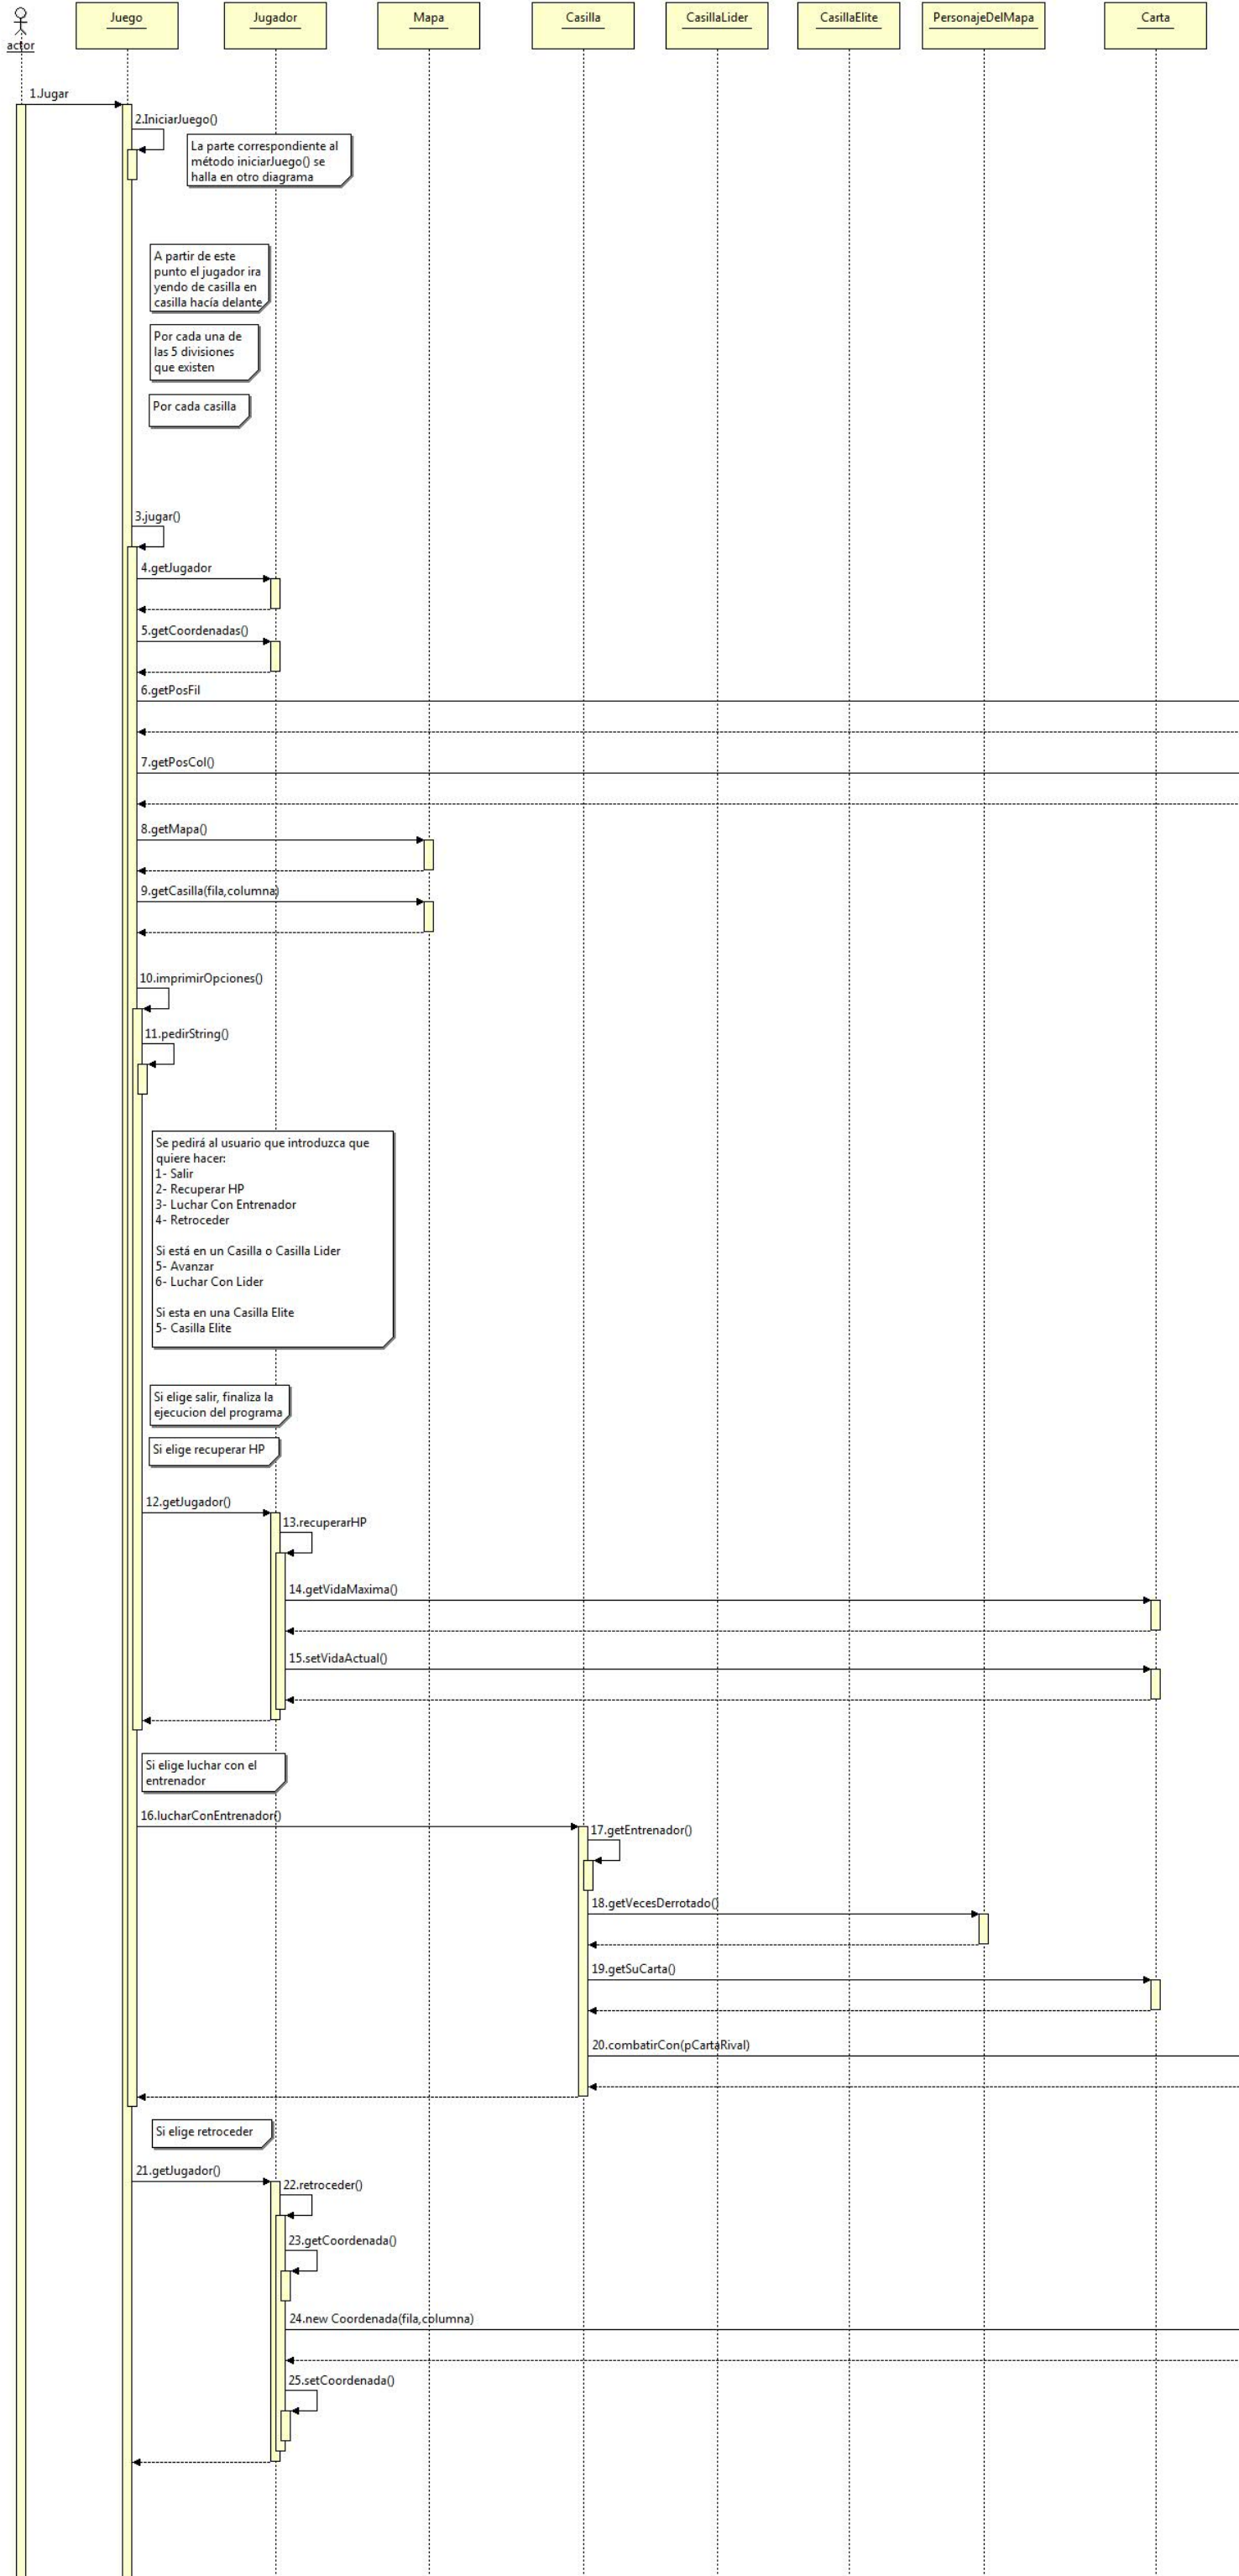 actor
Juego
Jugador
Mapa
Casilla
CasillaLider
CasillaElite
PersonajeDelMapa
Carta
1.Jugar
2.IniciarJuego()
La parte correspondiente al
método iniciarJuego() se
halla en otro diagrama
A partir de este
punto el jugador ira
yendo de casilla en
casilla hacía delante
Por cada una de
las 5 divisiones
que existen
Por cada casilla
3.jugar()
4.getJugador
5.getCoordenadas()
6.getPosFil
7.getPosCol()
8.getMapa()
9.getCasilla(fila,columna)
10.imprimirOpciones()
11.pedirString()
Se pedirá al usuario que introduzca que
quiere hacer:
1- Salir
2- Recuperar HP
3- Luchar Con Entrenador
4- Retroceder
Si está en un Casilla o Casilla Lider
5- Avanzar
6- Luchar Con Lider
Si esta en una Casilla Elite
5- Casilla Elite
Si elige salir, finaliza la
ejecucion del programa
Si elige recuperar HP
12.getJugador()
13.recuperarHP
14.getVidaMaxima()
15.setVidaActual()
Si elige luchar con el
entrenador
16.lucharConEntrenador()
17.getEntrenador()
18.getVecesDerrotado()
19.getSuCarta()
20.combatirCon(pCartaRival)
Si elige retroceder
21.getJugador()
22.retroceder()
23.getCoordenada()
24.new Coordenada(fila,columna)
25.setCoordenada()